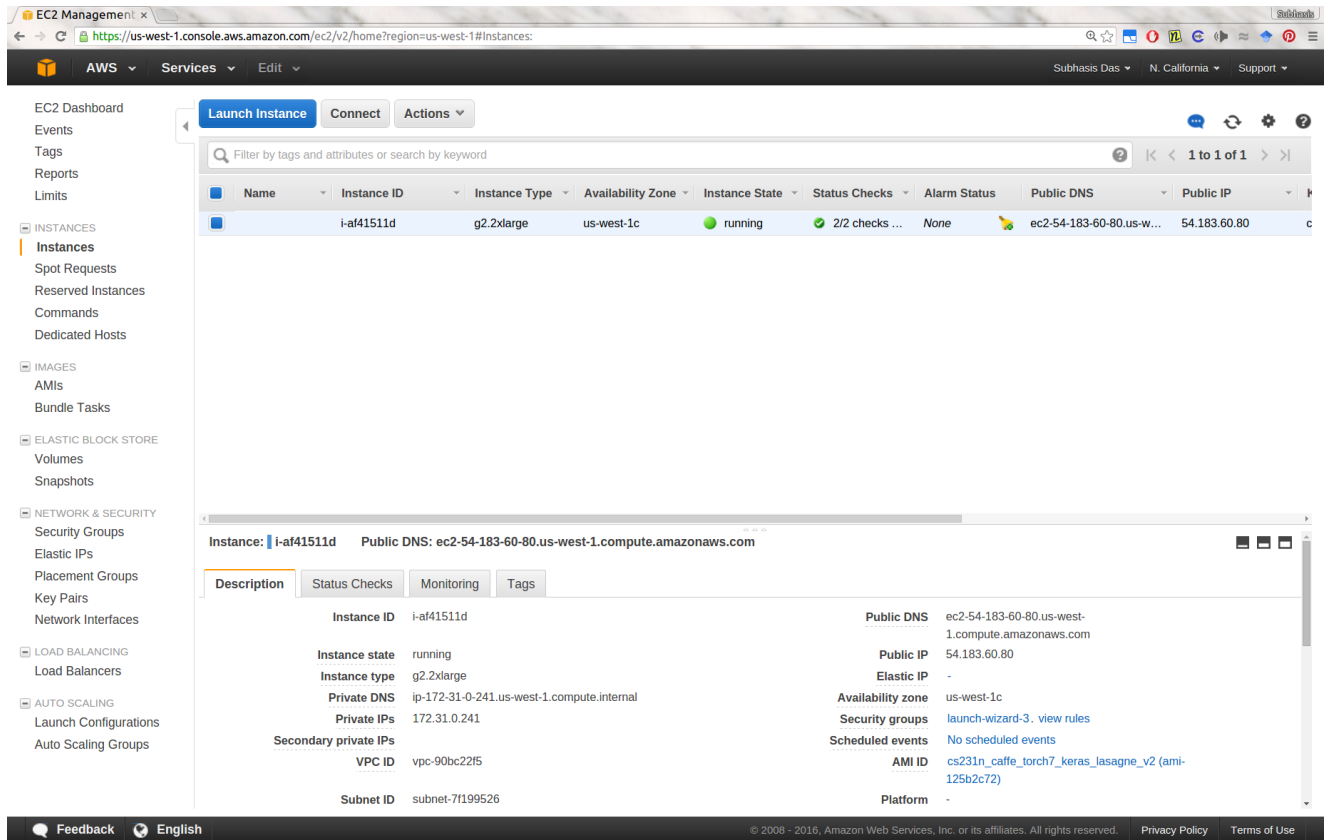 EC2 Management ×
Subhasis
https://us-west-1.console.aws.amazon.com/ec2/v2/home?region=us-west-1#Instances:
AWS Services Edit Subhasis Das N. California Support
EC2 Dashboard
Events
Tags
Reports
Limits
INSTANCES
Instances
Spot Requests
Reserved Instances
Commands
Dedicated Hosts
IMAGES
AMIs
Bundle Tasks
ELASTIC BLOCK STORE
Volumes
Snapshots
NETWORK & SECURITY
Security Groups
Elastic IPs
Placement Groups
Key Pairs
Network Interfaces
LOAD BALANCING
Load Balancers
AUTO SCALING
Launch Configurations
Auto Scaling Groups
Launch Instance Connect Actions
Filter by tags and attributes or search by keyword 1 to 1 of 1
Name Instance ID Instance Type Availability Zone Instance State Status Checks Alarm Status Public DNS Public IP K
i-af41511d g2.2xlarge us-west-1c running 2/2 checks ... None ec2-54-183-60-80.us-w... 54.183.60.80 c
Instance: i-af41511d Public DNS: ec2-54-183-60-80.us-west-1.compute.amazonaws.com
Description Status Checks Monitoring Tags
Instance ID i-af41511d
Instance state running
Instance type g2.2xlarge
Private DNS ip-172-31-0-241.us-west-1.compute.internal
Private IPs 172.31.0.241
Secondary private IPs
VPC ID vpc-90bc22f5
Subnet ID subnet-7f199526
Public DNS ec2-54-183-60-80.us-west-
1.compute.amazonaws.com
Public IP 54.183.60.80
Elastic IP -
Availability zone us-west-1c
Security groups launch-wizard-3. view rules
Scheduled events No scheduled events
AMI ID cs231n_caffe_torch7_keras_lasagne_v2 (ami-
125b2c72)
Platform -
Feedback English © 2008 - 2016, Amazon Web Services, Inc. or its affiliates. All rights reserved. Privacy Policy Terms of Use